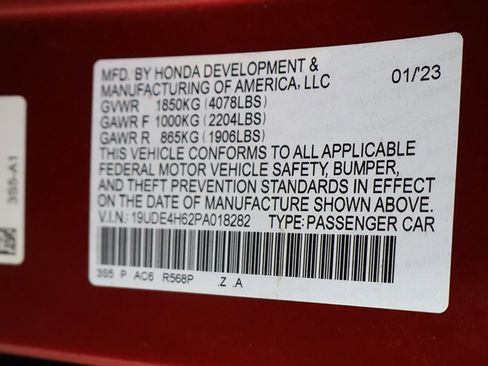 MFD. BY HONDA DEVELOPMENT &
MANUFACTURING OF AMERICA, LLC 01/'23
GVWR 1850KG (4078LBS)
GAWR F 1000KG (2204LBS)
GAWR R 865KG (1906LBS)
THIS VEHICLE CONFORMS TO ALL APPLICABLE
FEDERAL MOTOR VEHICLE SAFETY, BUMPER,
AND THEFT PREVENTION STANDARDS IN EFFECT
ON THE DATE OF MANUFACTURE SHOWN ABOVE.
V.I.N.: 19UDE4H62PA018282 TYPE: PASSENGER CAR
3S5 P AC6 R568P .Z .A
3S5-A1